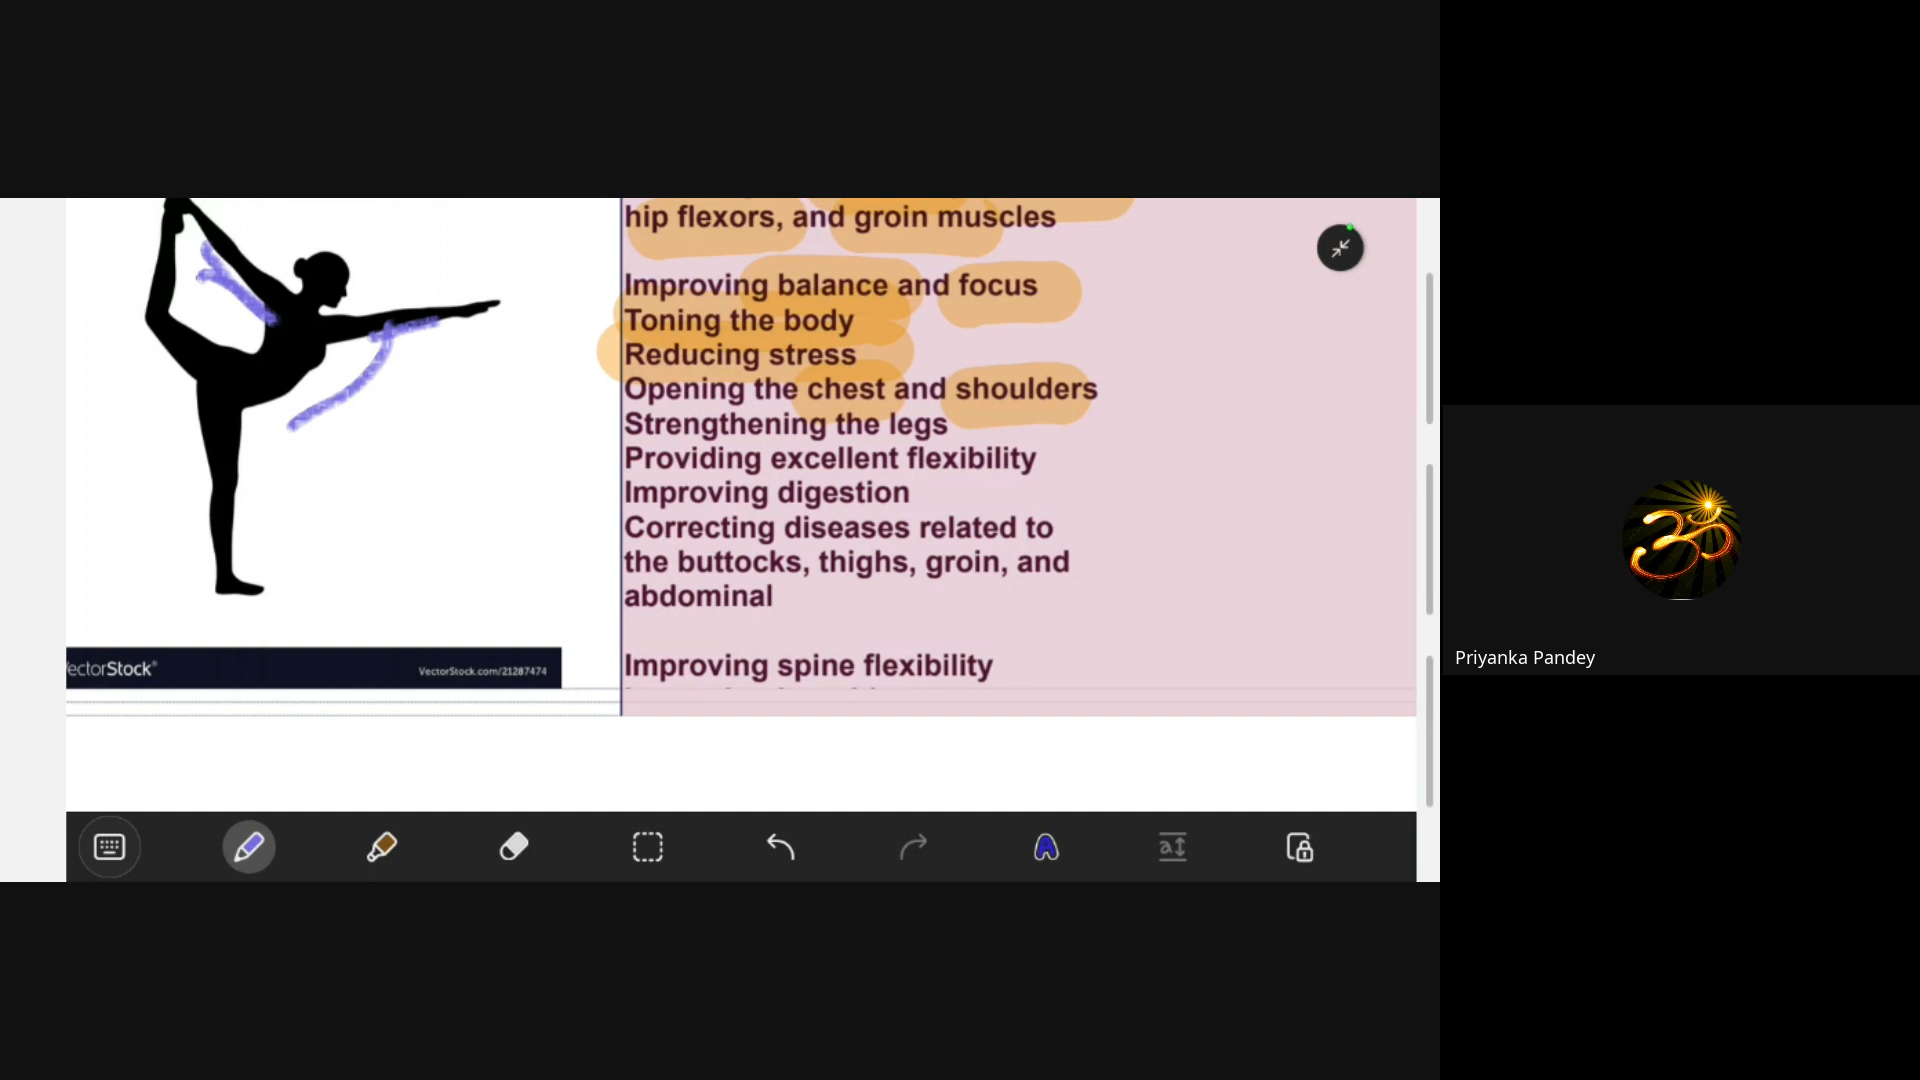 hip flexors, and groin muscles
Improving balance and focus
Toning the body
Reducing stress
Opening the chest and shoulders
Strengthening the legs
Providing excellent flexibility
Improving digestion
Correcting diseases related to
the buttocks, thighs, groin, and
abdominal
Improving spine flexibility
ectorStock®
VectorStock.com/21287474
Priyanka Pandey